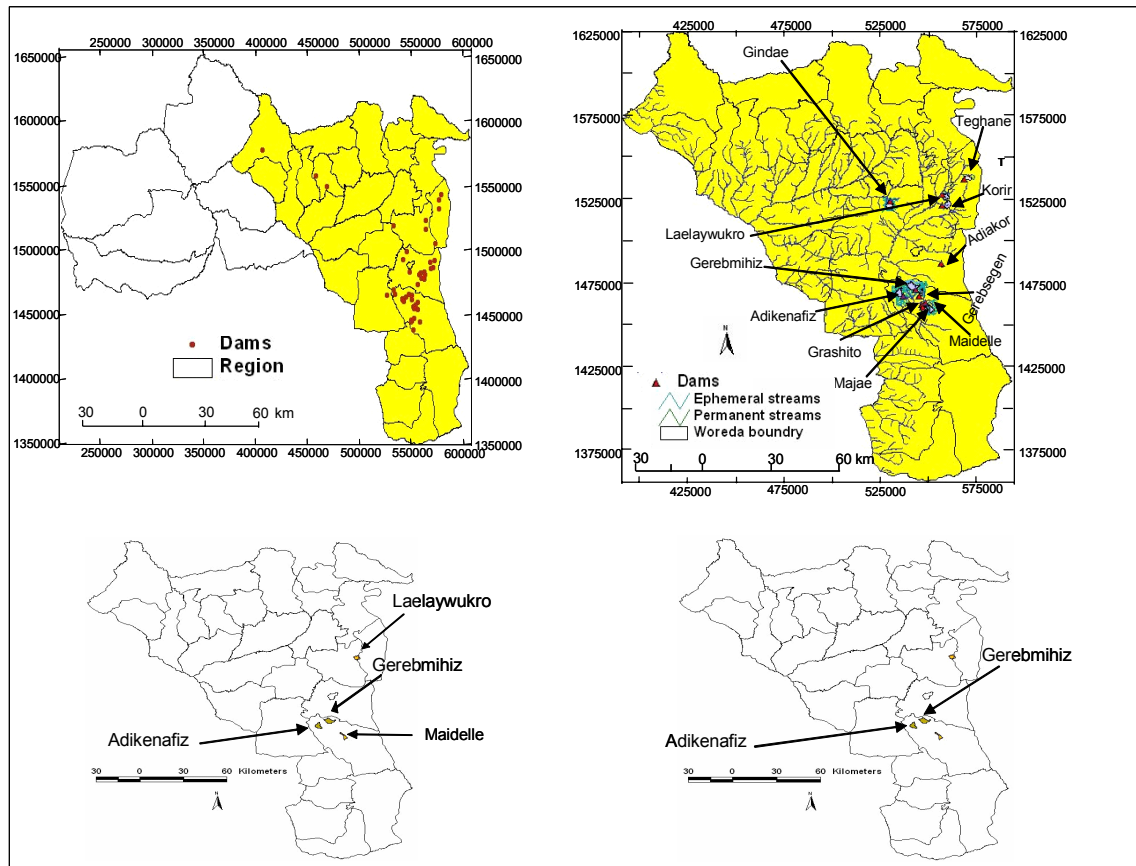 250000 300000 350000 400000 450000 500000 550000 600000
1650000 1650000
1600000 1600000
1550000 1550000
1500000 1500000
1450000 1450000
1400000 1400000
1350000 1350000
Dams
Region
30 0 30 60 km
250000 300000 350000 400000 450000 500000 550000 600000
425000 475000 525000 575000
1625000 1625000
1575000 1575000
1525000 1525000
1475000 1475000
1425000 1425000
1375000 1375000
Gindae
Teghane
T
Korir
Laelaywukro
Adiakor
Gerebmihiz
Gerebsegen
Adikenafiz
Grashito
Maidelle
Majae
Dams
Ephemeral streams
Permanent streams
Woreda boundry
30 0 30 60 km
425000 475000 525000 575000
Laelaywukro
Gerebmihiz
Adikenafiz
Maidelle
30 0 30 60 Kilometers
N
Gerebmihiz
Adikenafiz
30 0 30 60 Kilometers
N